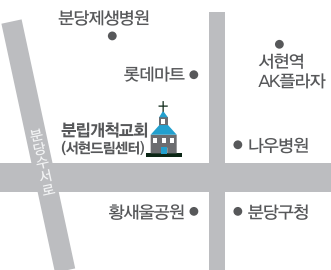 분당제생병원
서현역
AK플라자
롯데마트
분립개척교회
(서현드림센터)
나우병원
분당수서로
황새울공원
분당구청